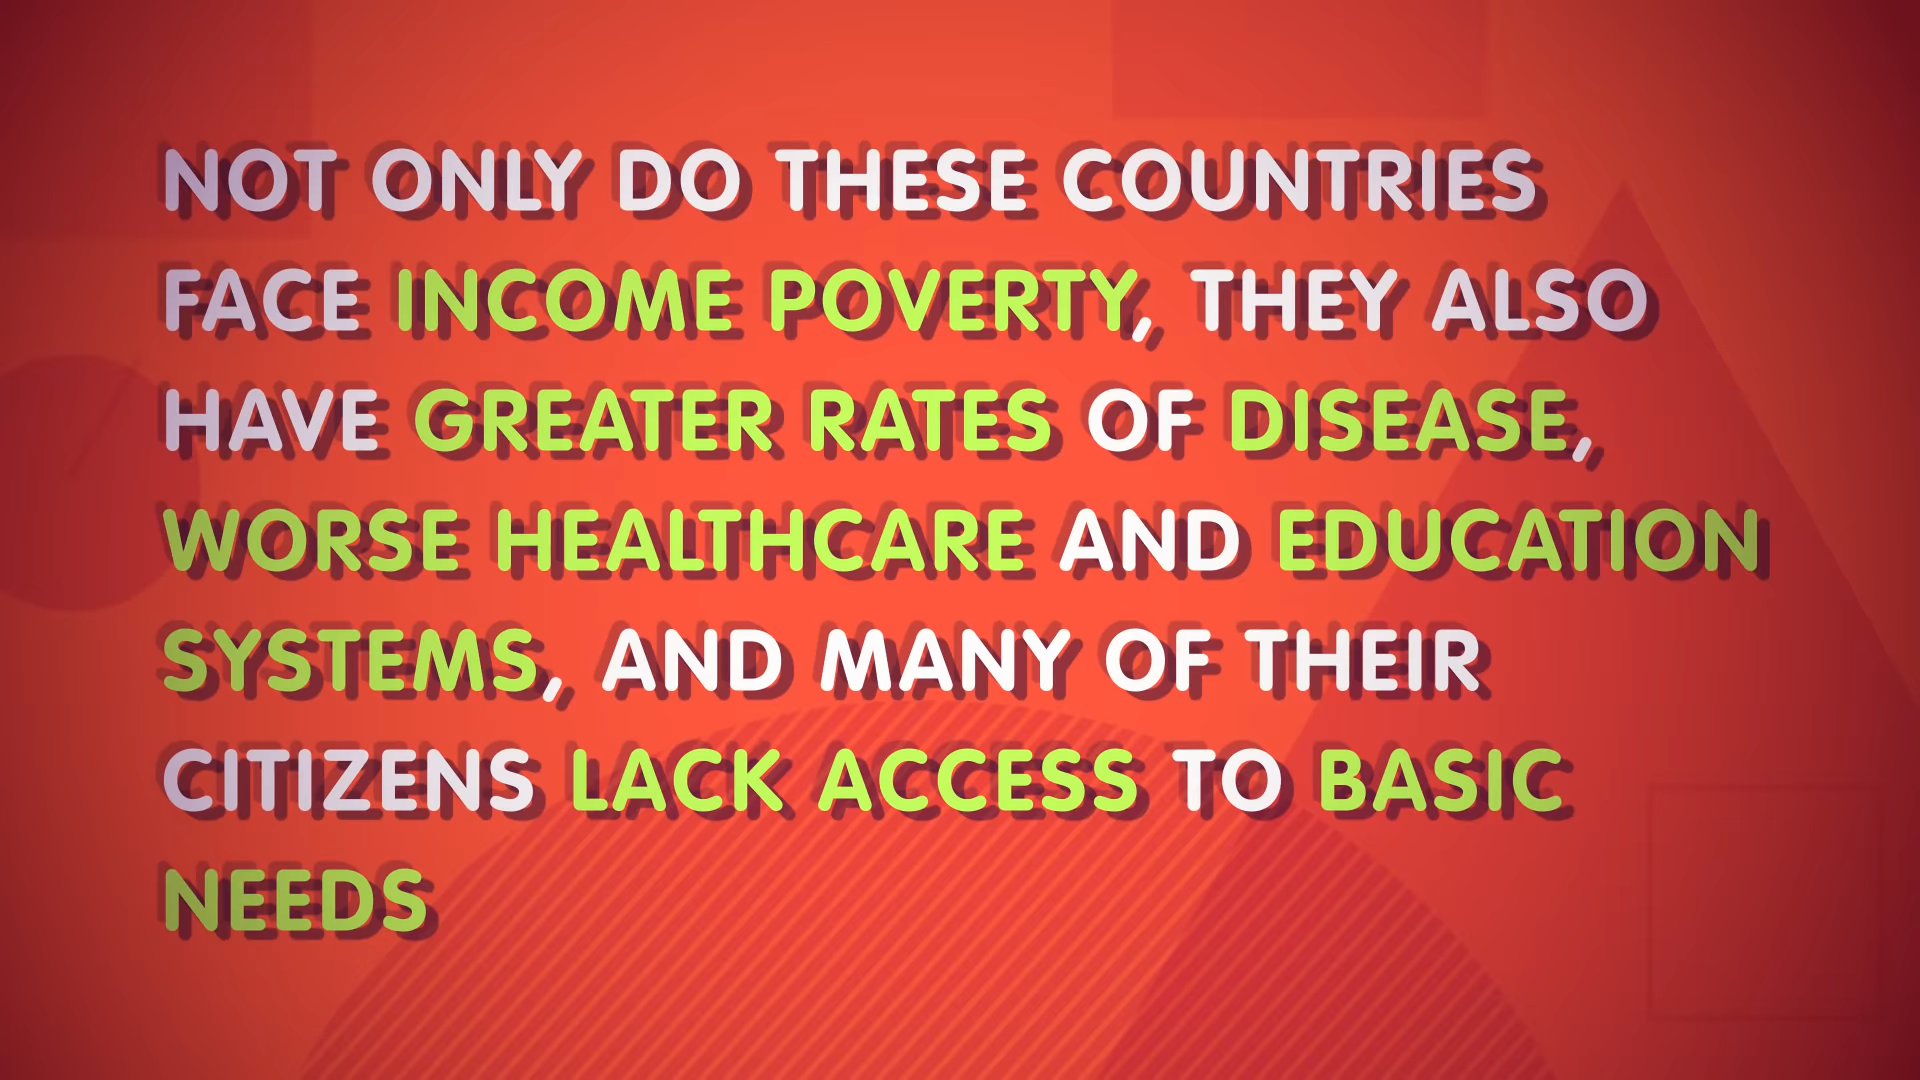 NOT ONLY DO THESE COUNTRIES
FACE INCOME POVERTY, THEY ALSO
HAVE GREATER RATES OF DISEASE,
WORSE HEALTHCARE AND EDUCATION
SYSTEMS, AND MANY OF THEIR
CITIZENS LACK ACCESS TO BASIC
NEEDS